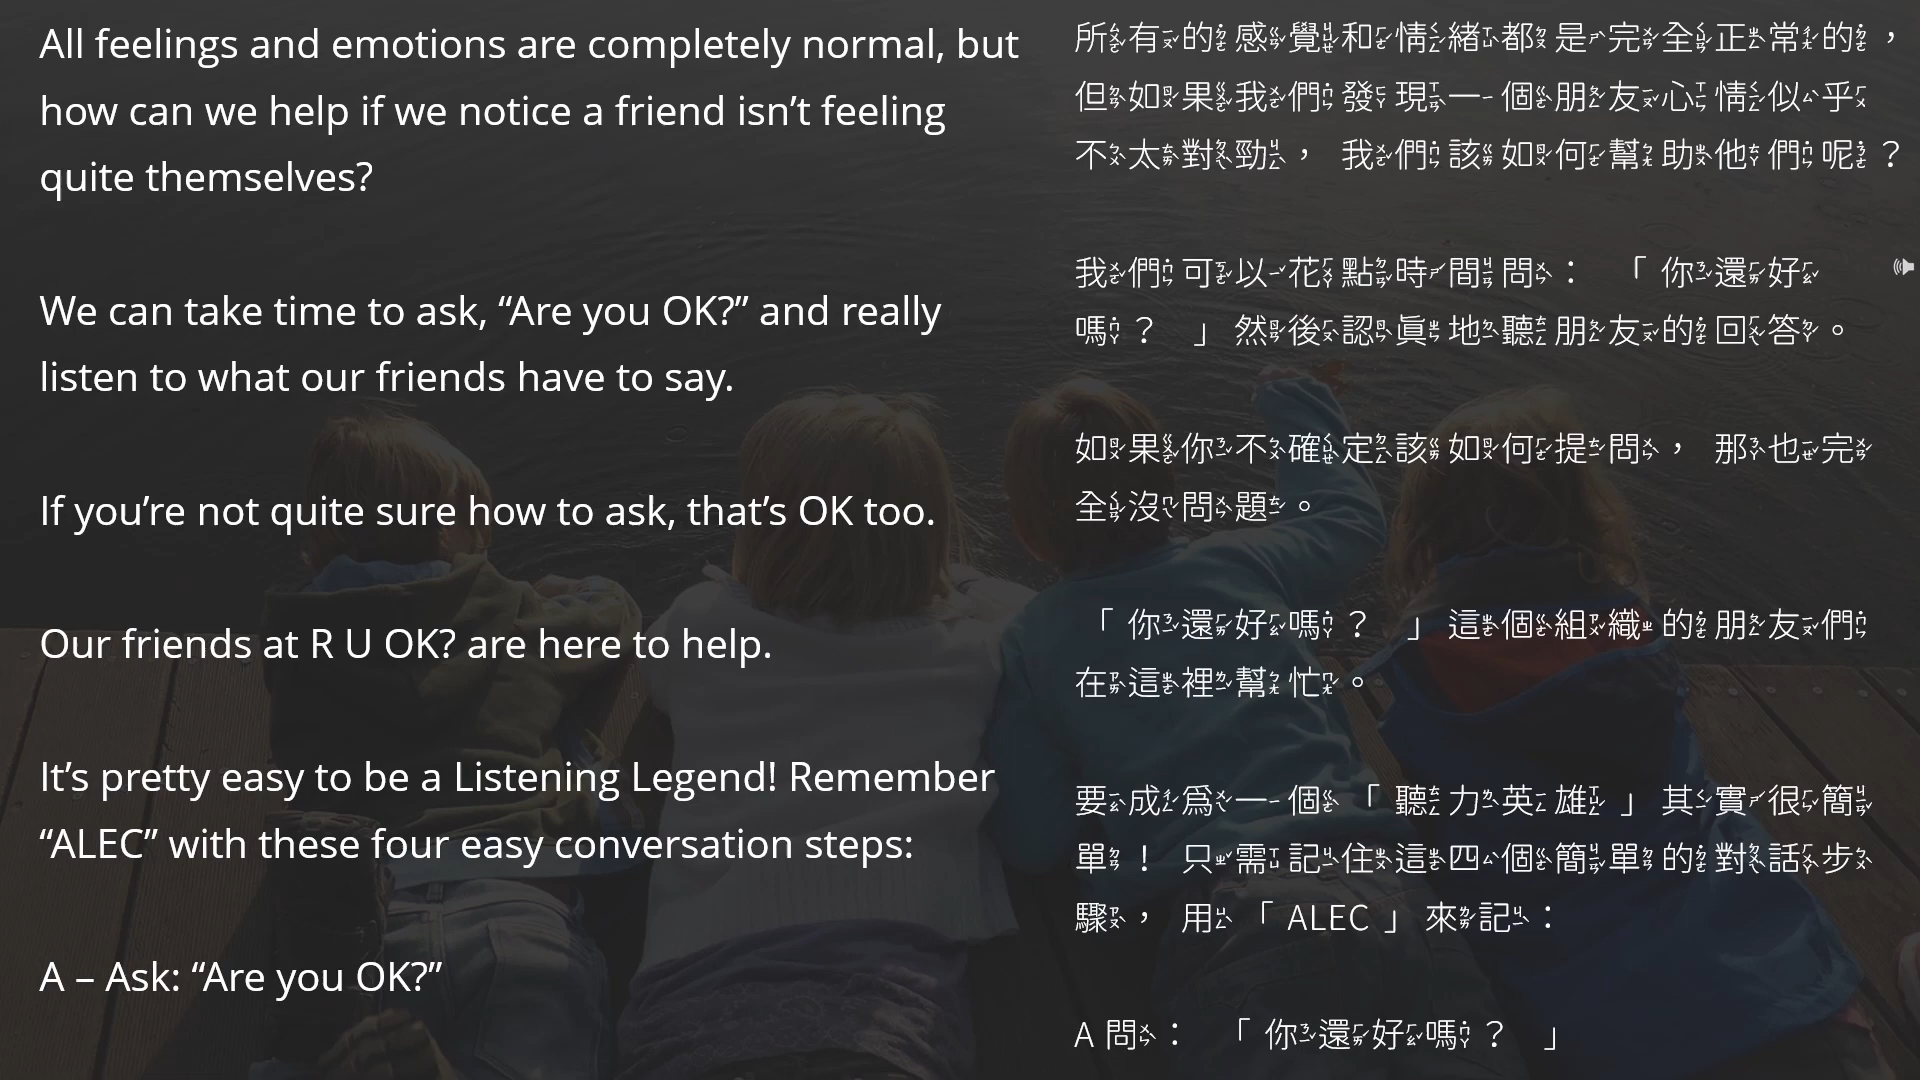 All feelings and emotions are completely normal, but
how can we help if we notice a friend isn’t feeling
quite themselves?
We can take time to ask, “Are you OK?” and really
listen to what our friends have to say.
If you’re not quite sure how to ask, that’s OK too.
Our friends at R U OK? are here to help.
It’s pretty easy to be a Listening Legend! Remember
“ALEC” with these four easy conversation steps:
A – Ask: “Are you OK?”
所有的感覺和情緒都是完全正常的，
但如果我們發現一個朋友心情似乎
不太對勁，我們該如何幫助他們呢？
我們可以花點時間問：「你還好
嗎？」然後認真地聽朋友的回答。
如果你不確定該如何提問，那也完
全沒問題。
「你還好嗎？」這個組織的朋友們
在這裡幫忙。
要成為一個「聽力英雄」其實很簡
單！只需記住這四個簡單的對話步
驟，用「ALEC」來記：
A 問：「你還好嗎？」